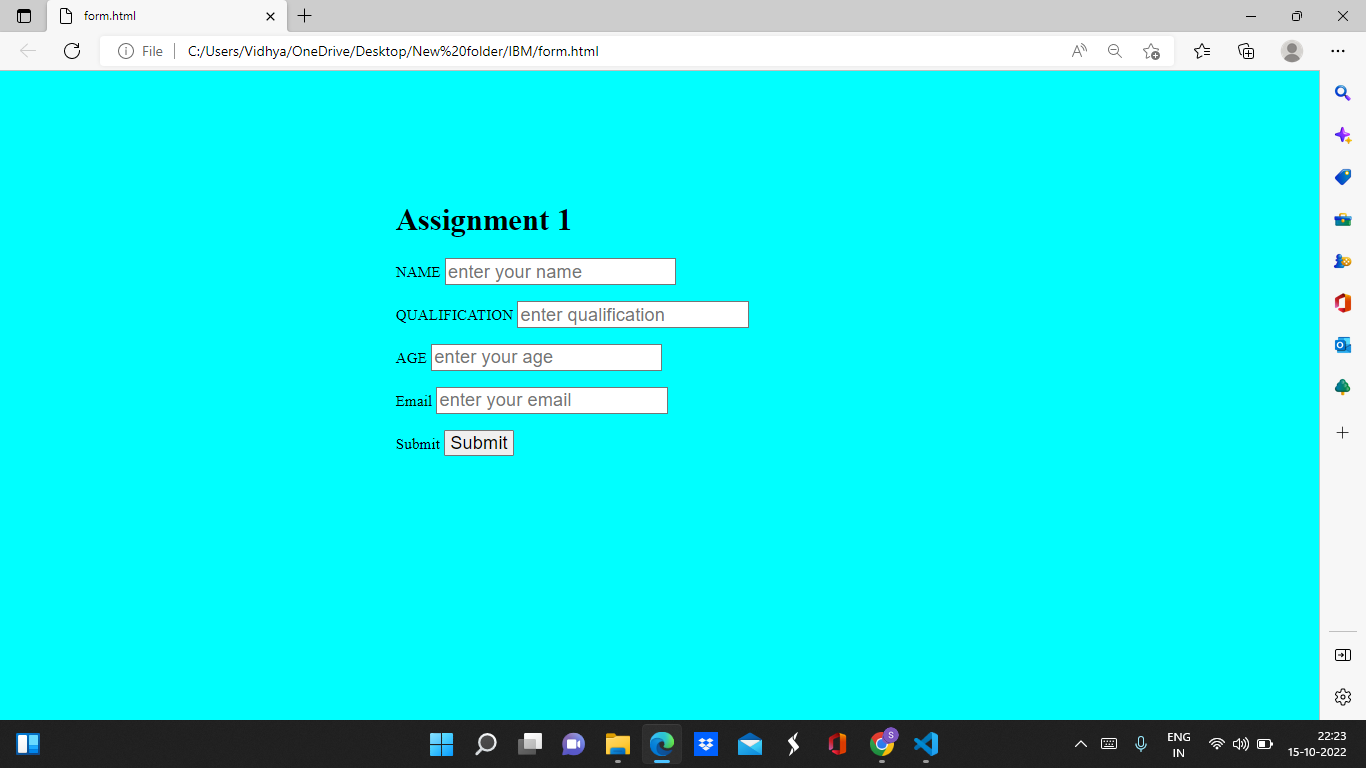 form.html
File
C:/Users/Vidhya/OneDrive/Desktop/New%20folder/IBM/form.html
Assignment 1
NAME enter your name
QUALIFICATION enter qualification
AGE enter your age
Email enter your email
Submit Submit
S
ENG
IN
22:23
15-10-2022